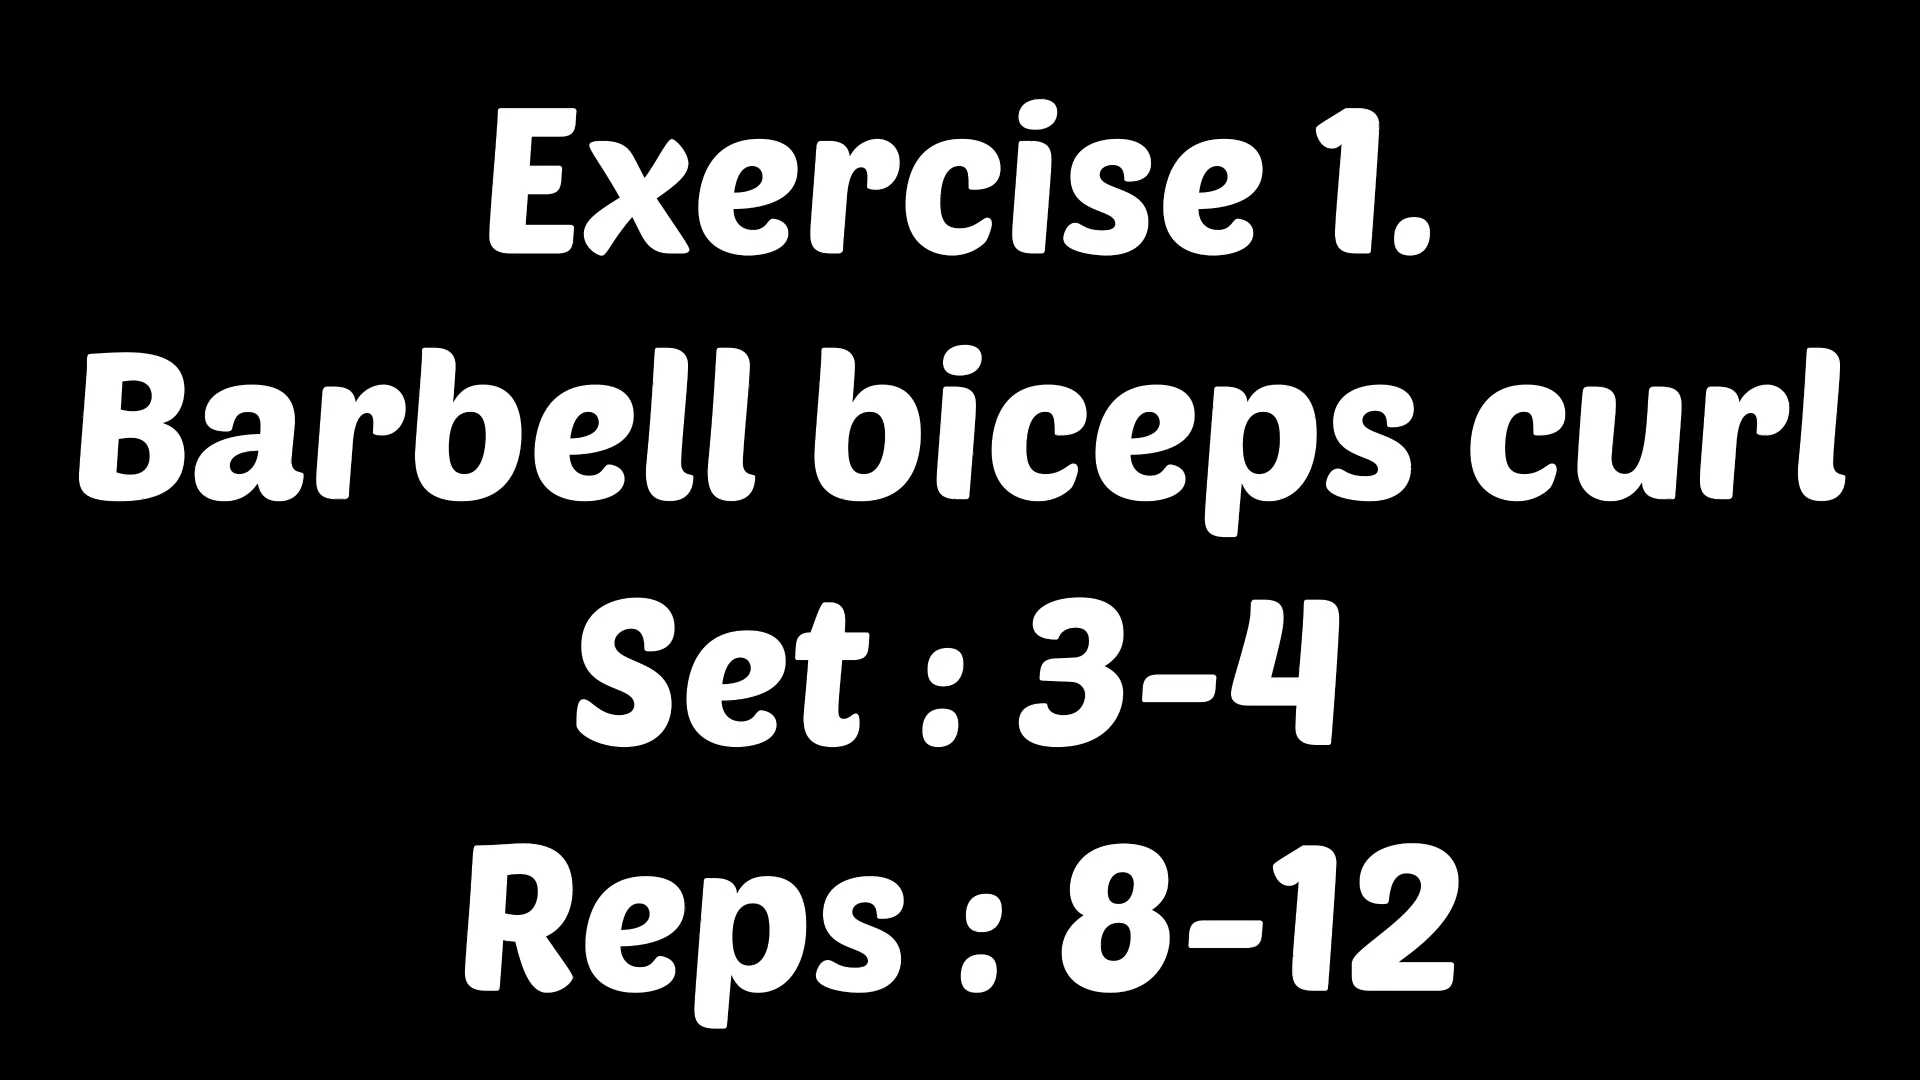 Exercise 1.
Barbell biceps curl
Set : 3-4
Reps : 8-12